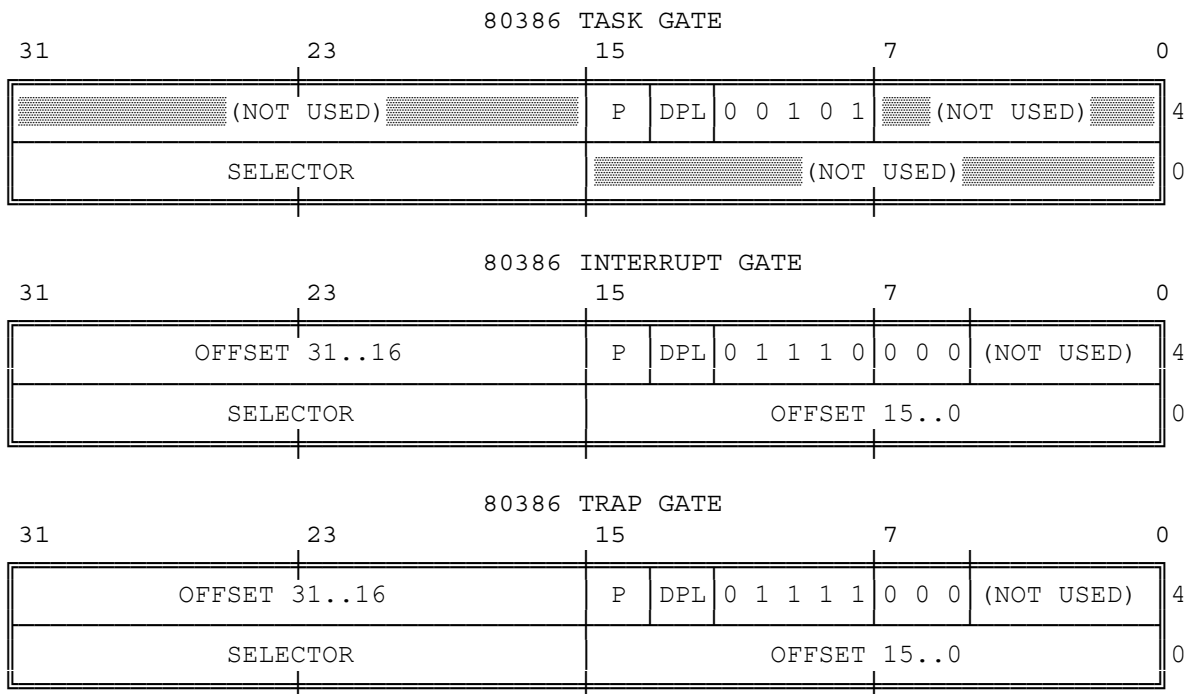 80386 TASK GATE
31 23 15 7 0
(NOT USED) P DPL 0 0 1 0 1 (NOT USED) 4
SELECTOR (NOT USED) 0
80386 INTERRUPT GATE
31 23 15 7 0
OFFSET 31..16 P DPL 0 1 1 1 0 0 0 0 (NOT USED) 4
SELECTOR OFFSET 15..0 0
80386 TRAP GATE
31 23 15 7 0
OFFSET 31..16 P DPL 0 1 1 1 1 0 0 0 (NOT USED) 4
SELECTOR OFFSET 15..0 0